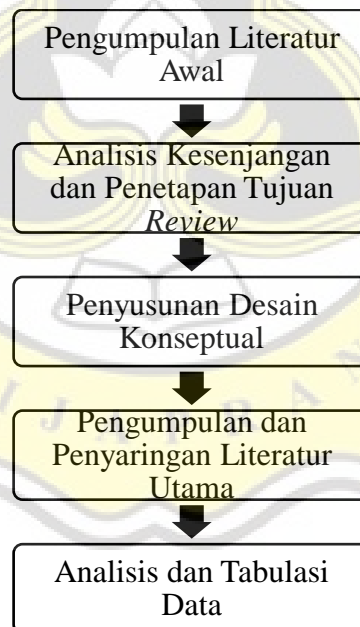 Pengumpulan Literatur
Awal
Analisis Kesenjangan
dan Penetapan Tujuan
Review
Penyusunan Desain
Konseptual
Pengumpulan dan
Penyaringan Literatur
Utama
Analisis dan Tabulasi
Data